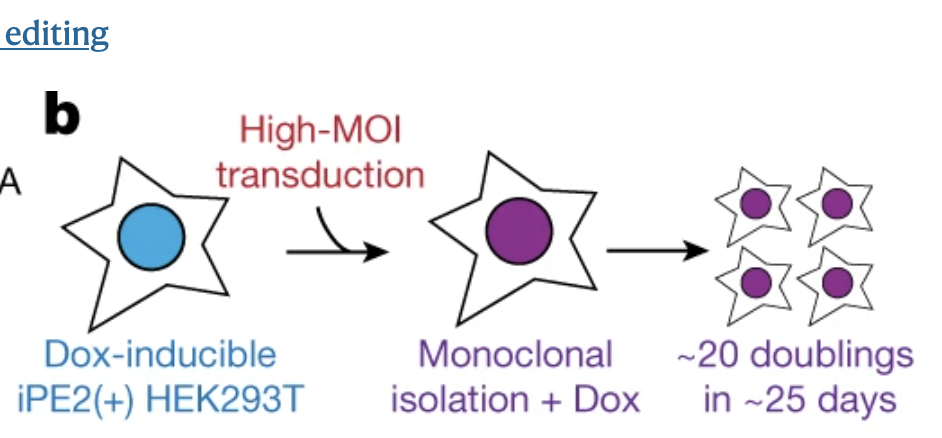 editing
b
A
High-MOI
transduction
Dox-inducible
iPE2(+) HEK293T
Monoclonal
isolation + Dox
~20 doublings
in ~25 days